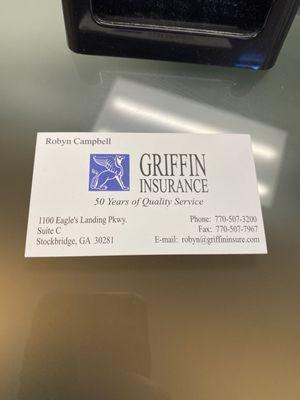 Robyn Campbell
GRIFFIN
INSURANCE
50 Years of Quality Service
1100 Eagle's Landing Pkwy.
Suite C
Stockbridge, GA 30281
Phone: 770-507-3200
Fax: 770-507-7967
E-mail: robyn@griffininsure.com